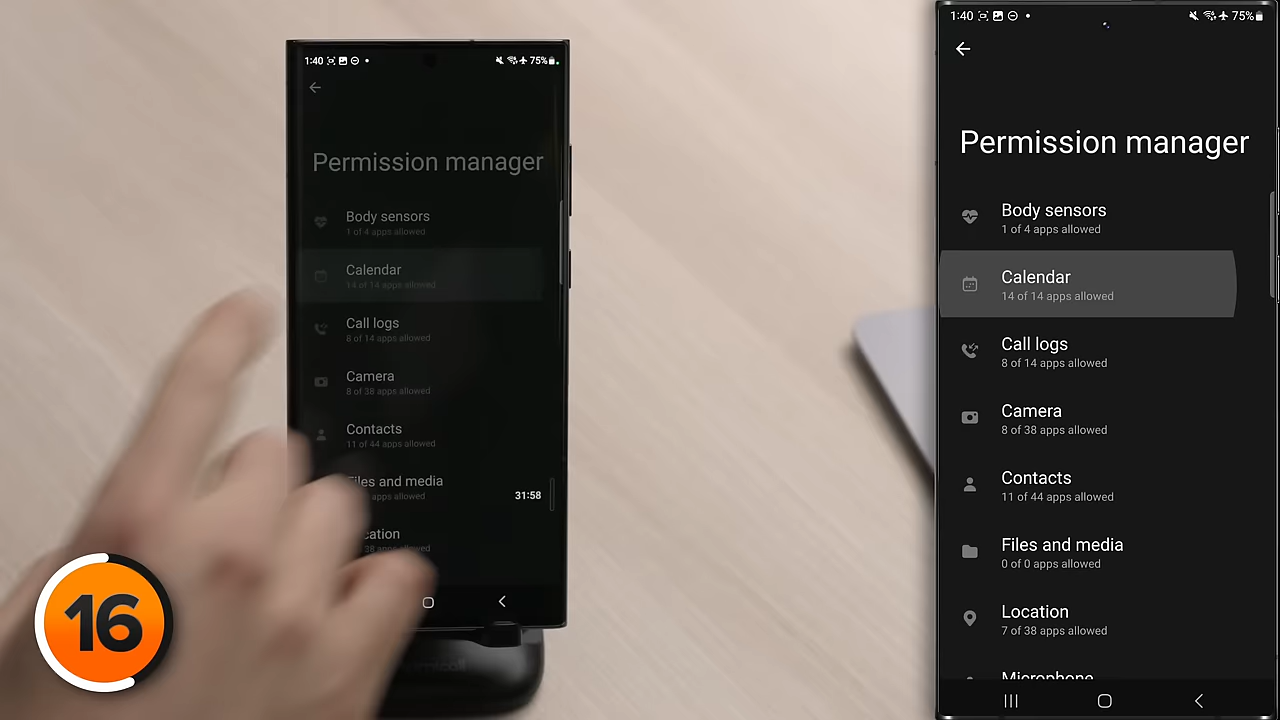 1:40
75%
Permission manager
Body sensors
1 of 4 apps allowed
Calendar
14 of 14 apps allowed
Call logs
8 of 14 apps allowed
Camera
8 of 38 apps allowed
Contacts
11 of 44 apps allowed
Files and media
apps allowed
31:58
38 apps allowed
16
1:40
75%
Permission manager
Body sensors
1 of 4 apps allowed
Calendar
14 of 14 apps allowed
Call logs
8 of 14 apps allowed
Camera
8 of 38 apps allowed
Contacts
11 of 44 apps allowed
Files and media
0 of 0 apps allowed
Location
7 of 38 apps allowed
Microphone